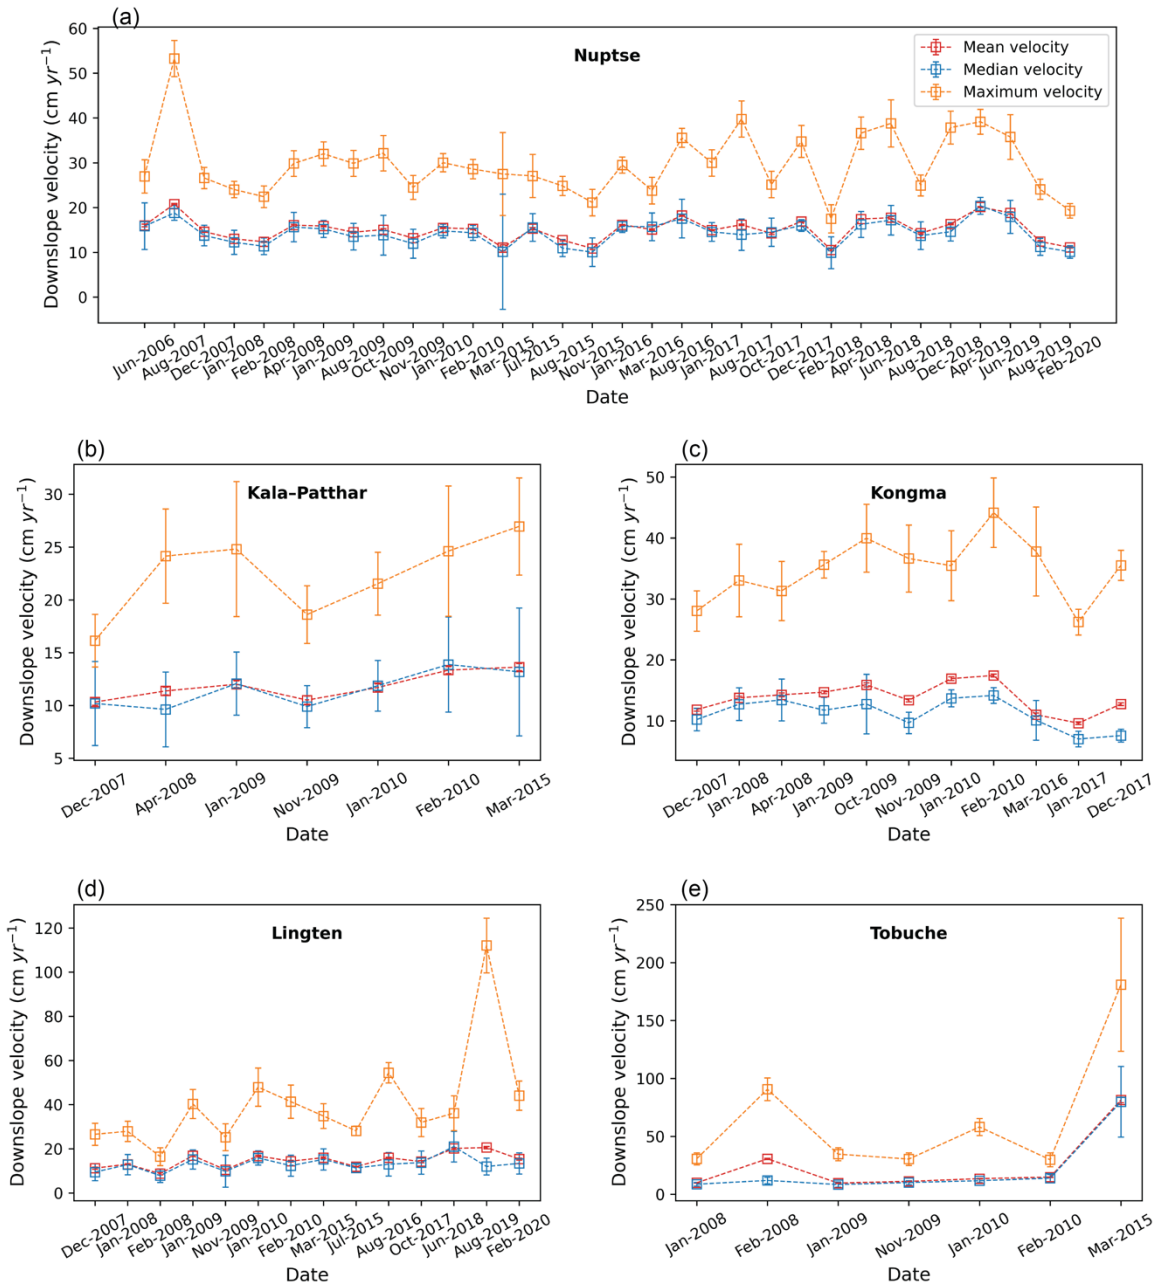 (a)
Nuptse
Mean velocity
Median velocity
Maximum velocity
Downslope velocity (cm yr⁻¹)
60
50
40
30
20
10
0
Jun-2006
Aug-2007
Dec-2007
Jan-2008
Feb-2008
Apr-2008
Jan-2009
Aug-2009
Oct-2009
Nov-2009
Jan-2010
Feb-2010
Mar-2015
Jul-2015
Aug-2015
Nov-2015
Jan-2016
Mar-2016
Aug-2016
Jan-2017
Aug-2017
Oct-2017
Dec-2017
Feb-2018
Apr-2018
Jun-2018
Aug-2018
Dec-2018
Apr-2019
Jun-2019
Aug-2019
Feb-2020
Date
(b)
Kala–Patthar
Downslope velocity (cm yr⁻¹)
30
25
20
15
10
5
Dec-2007
Apr-2008
Jan-2009
Nov-2009
Jan-2010
Feb-2010
Mar-2015
Date
(c)
Kongma
Downslope velocity (cm yr⁻¹)
50
40
30
20
10
Dec-2007
Jan-2008
Apr-2008
Jan-2009
Oct-2009
Nov-2009
Jan-2010
Feb-2010
Mar-2016
Jan-2017
Dec-2017
Date
(d)
Lingten
Downslope velocity (cm yr⁻¹)
120
100
80
60
40
20
0
Dec-2007
Jan-2008
Feb-2008
Jan-2009
Nov-2009
Jan-2010
Feb-2010
Mar-2015
Jul-2016
Aug-2016
Oct-2017
Jun-2018
Aug-2019
Feb-2020
Date
(e)
Tobuche
Downslope velocity (cm yr⁻¹)
250
200
150
100
50
0
Jan-2008
Feb-2008
Jan-2009
Nov-2009
Jan-2010
Feb-2010
Mar-2015
Date